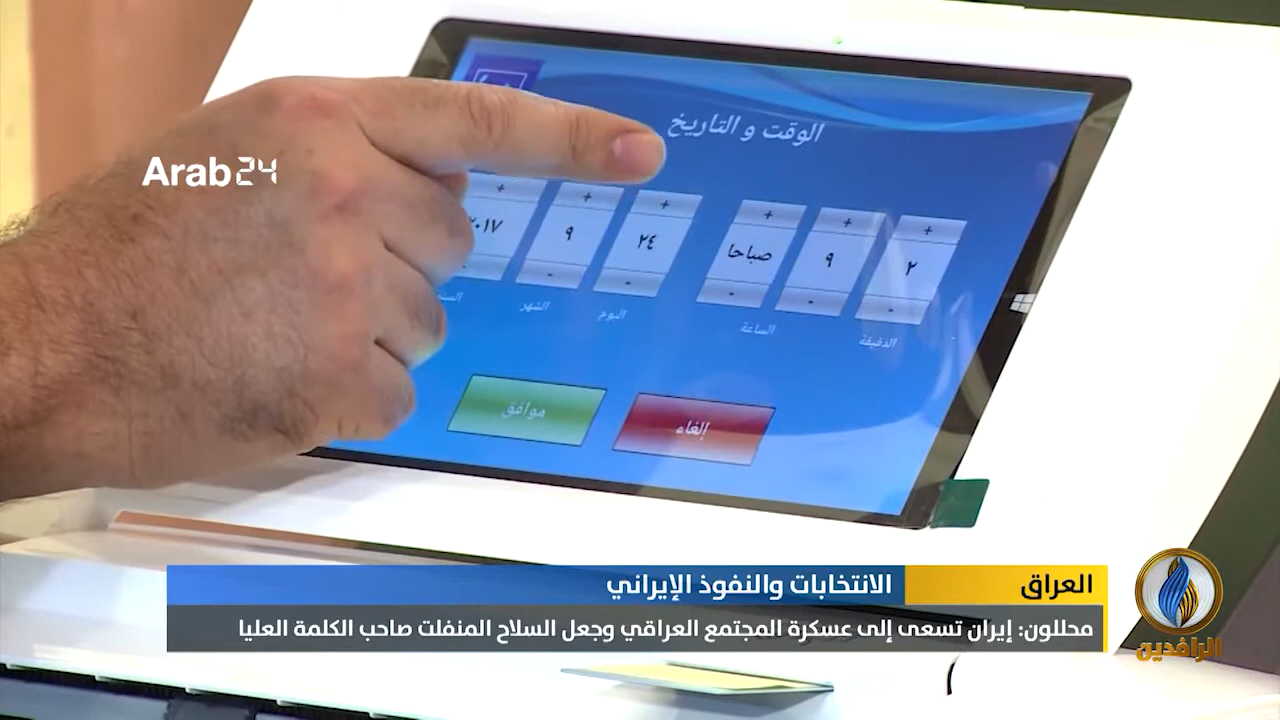 الوقت و التاريخ
Arab24
+ + + + + +
٢ ٩ صباحا ٢٤ ٩ ٢٠١٧
- - - - - -
الدقيقة الساعة اليوم الشهر السنة
إلغاء موافق
العراق الانتخابات والنفوذ الإيراني
محللون: إيران تسعى إلى عسكرة المجتمع العراقي وجعل السلاح المنفلت صاحب الكلمة العليا
الرافدين